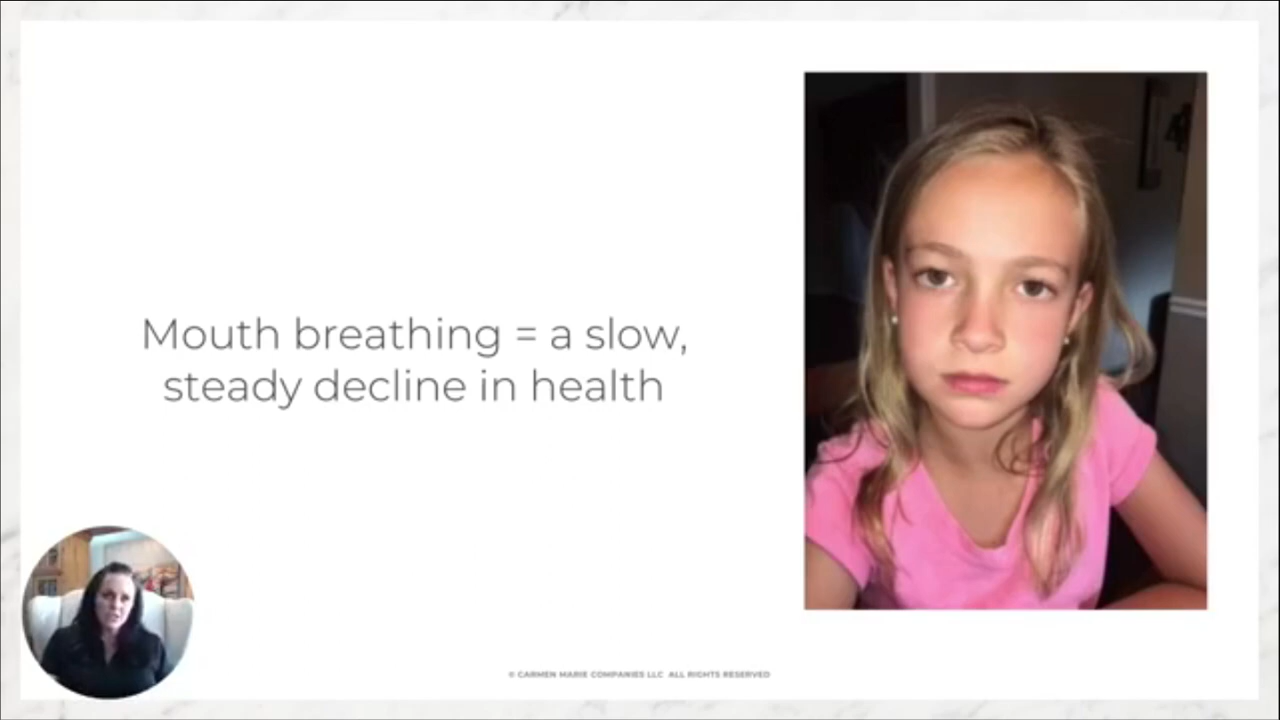 Mouth breathing = a slow,
steady decline in health
© CARMEN MARIE COMPANIES LLC ALL RIGHTS RESERVED